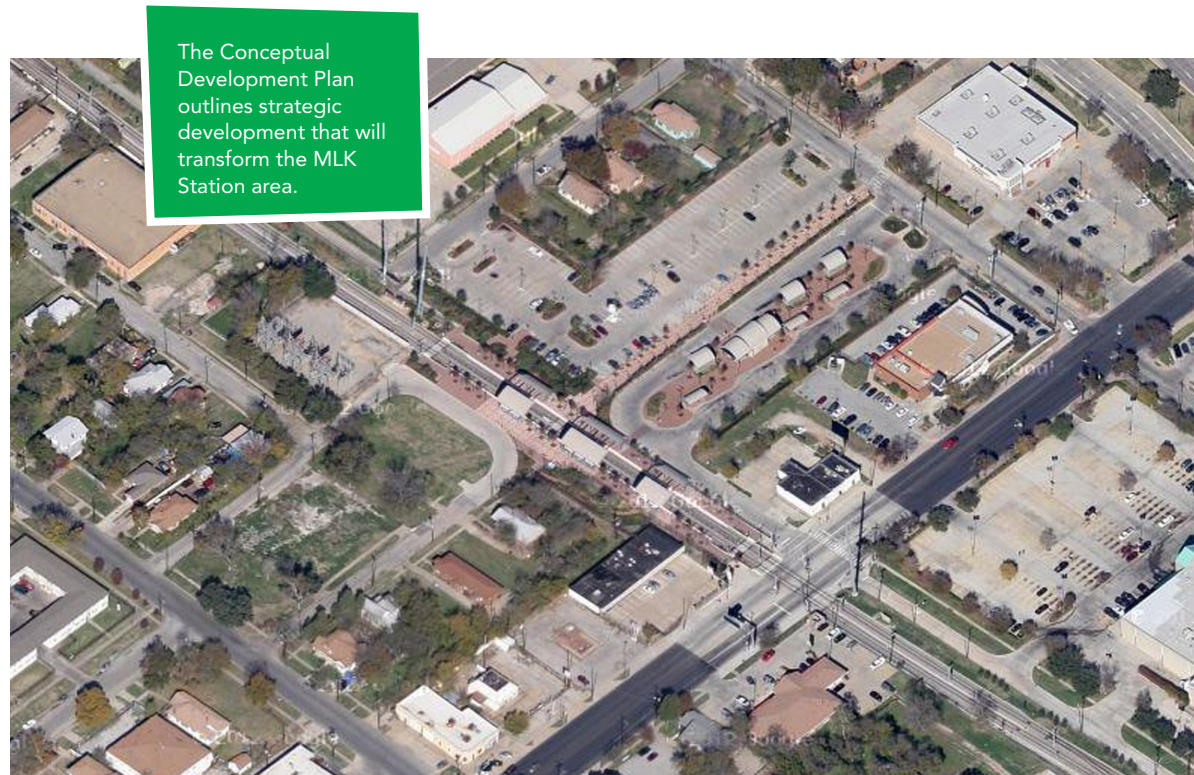 The Conceptual
Development Plan
outlines strategic
development that will
transform the MLK
Station area.